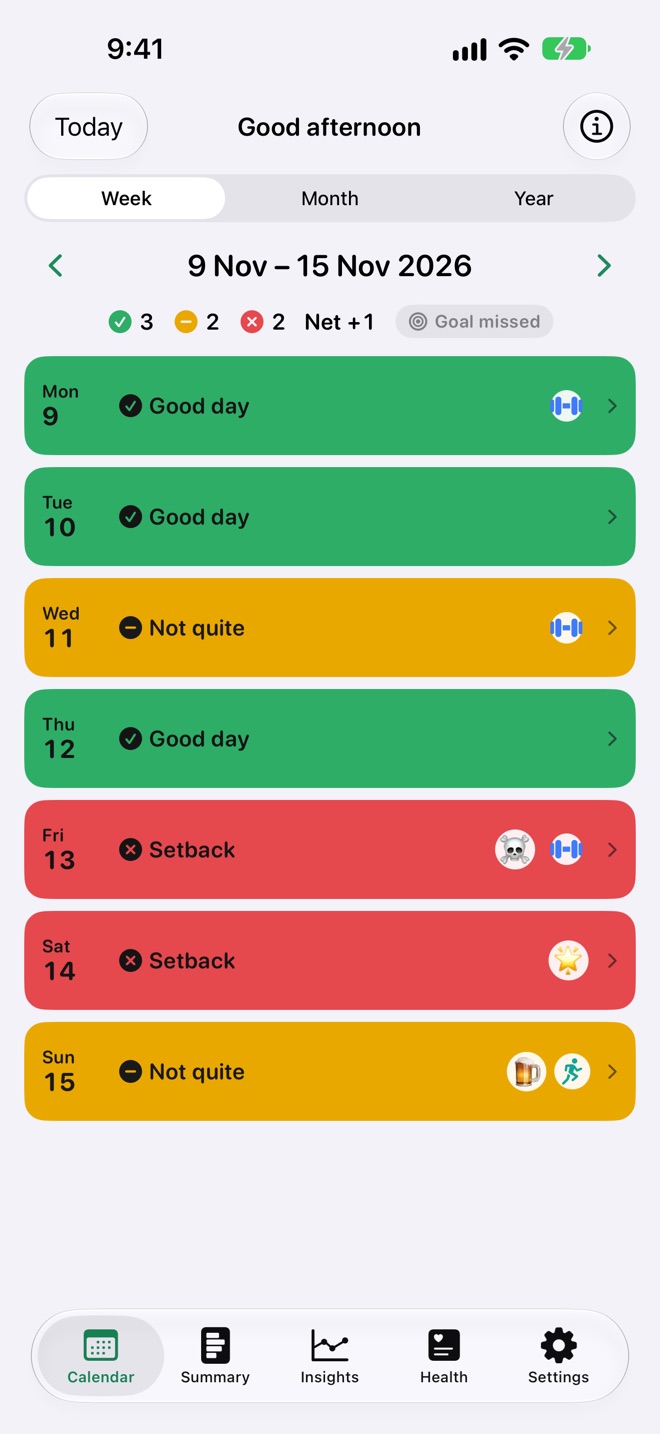 9:41
Today
Good afternoon
Week Month Year
9 Nov – 15 Nov 2026
3 2 2 Net +1 Goal missed
Mon
9
Good day
Tue
10
Good day
Wed
11
Not quite
Thu
12
Good day
Fri
13
Setback
Sat
14
Setback
Sun
15
Not quite
Calendar Summary Insights Health Settings